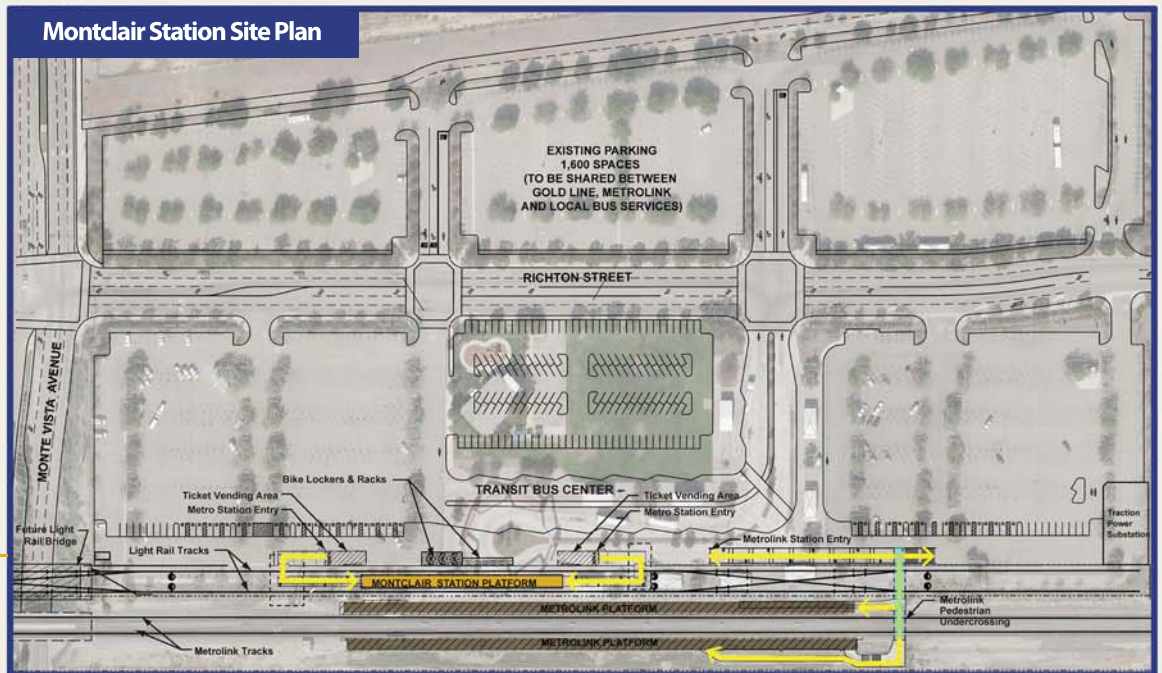 Montclair Station Site Plan
EXISTING PARKING
1,600 SPACES
(TO BE SHARED BETWEEN
GOLD LINE, METROLINK
AND LOCAL BUS SERVICES)
RICHTON STREET
MONTE VISTA AVENUE
Bike Lockers & Racks
TRANSIT BUS CENTER
Ticket Vending Area
Metro Station Entry
Ticket Vending Area
Metro Station Entry
Metrolink Station Entry
Traction
Power
Substation
Future Light
Rail Bridge
Light Rail Tracks
MONTCLAIR STATION PLATFORM
METROLINK PLATFORM
Metrolink
Pedestrian
Undercrossing
METROLINK PLATFORM
Metrolink Tracks